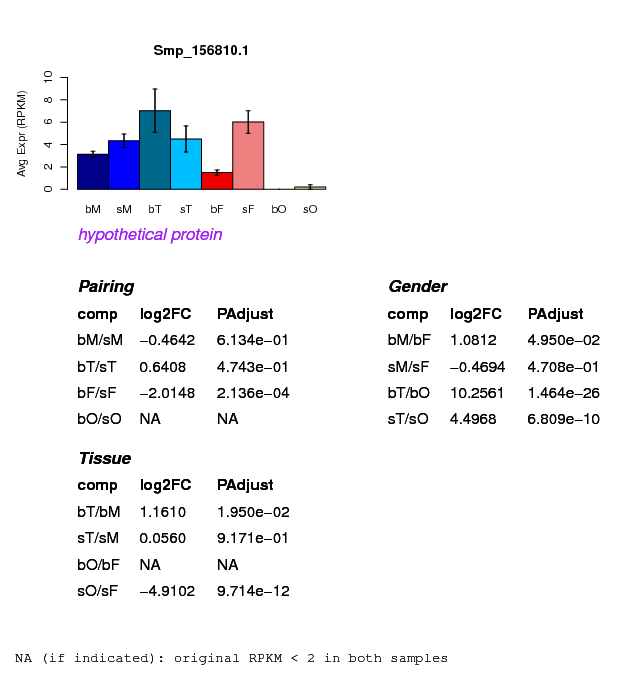 Smp_156810.1
Avg Expr (RPKM)
10
8
6
4
2
0
bM sM bT sT bF sF bO sO
hypothetical protein
Pairing
comp log2FC PAdjust
bM/sM −0.4642 6.134e−01
bT/sT 0.6408 4.743e−01
bF/sF −2.0148 2.136e−04
bO/sO NA NA
Gender
comp log2FC PAdjust
bM/bF 1.0812 4.950e−02
sM/sF −0.4694 4.708e−01
bT/bO 10.2561 1.464e−26
sT/sO 4.4968 6.809e−10
Tissue
comp log2FC PAdjust
bT/bM 1.1610 1.950e−02
sT/sM 0.0560 9.171e−01
bO/bF NA NA
sO/sF −4.9102 9.714e−12
NA (if indicated): original RPKM < 2 in both samples